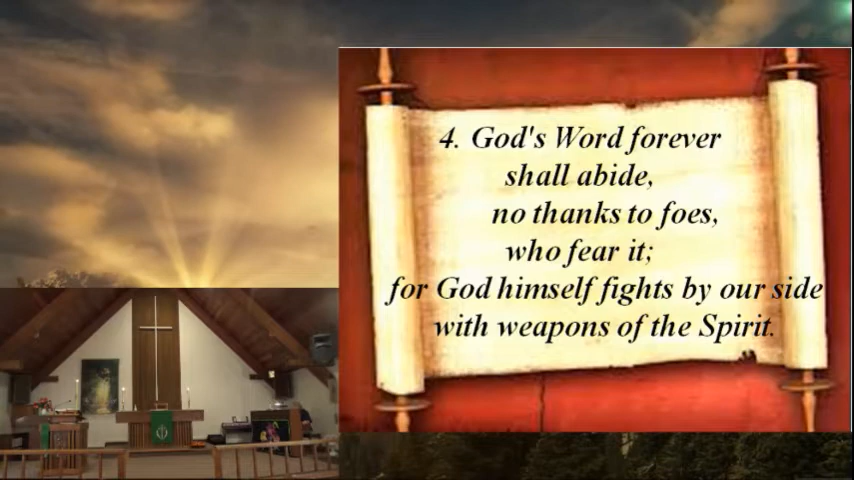 4. God's Word forever
shall abide,
no thanks to foes,
who fear it;
for God himself fights by our side
with weapons of the Spirit.